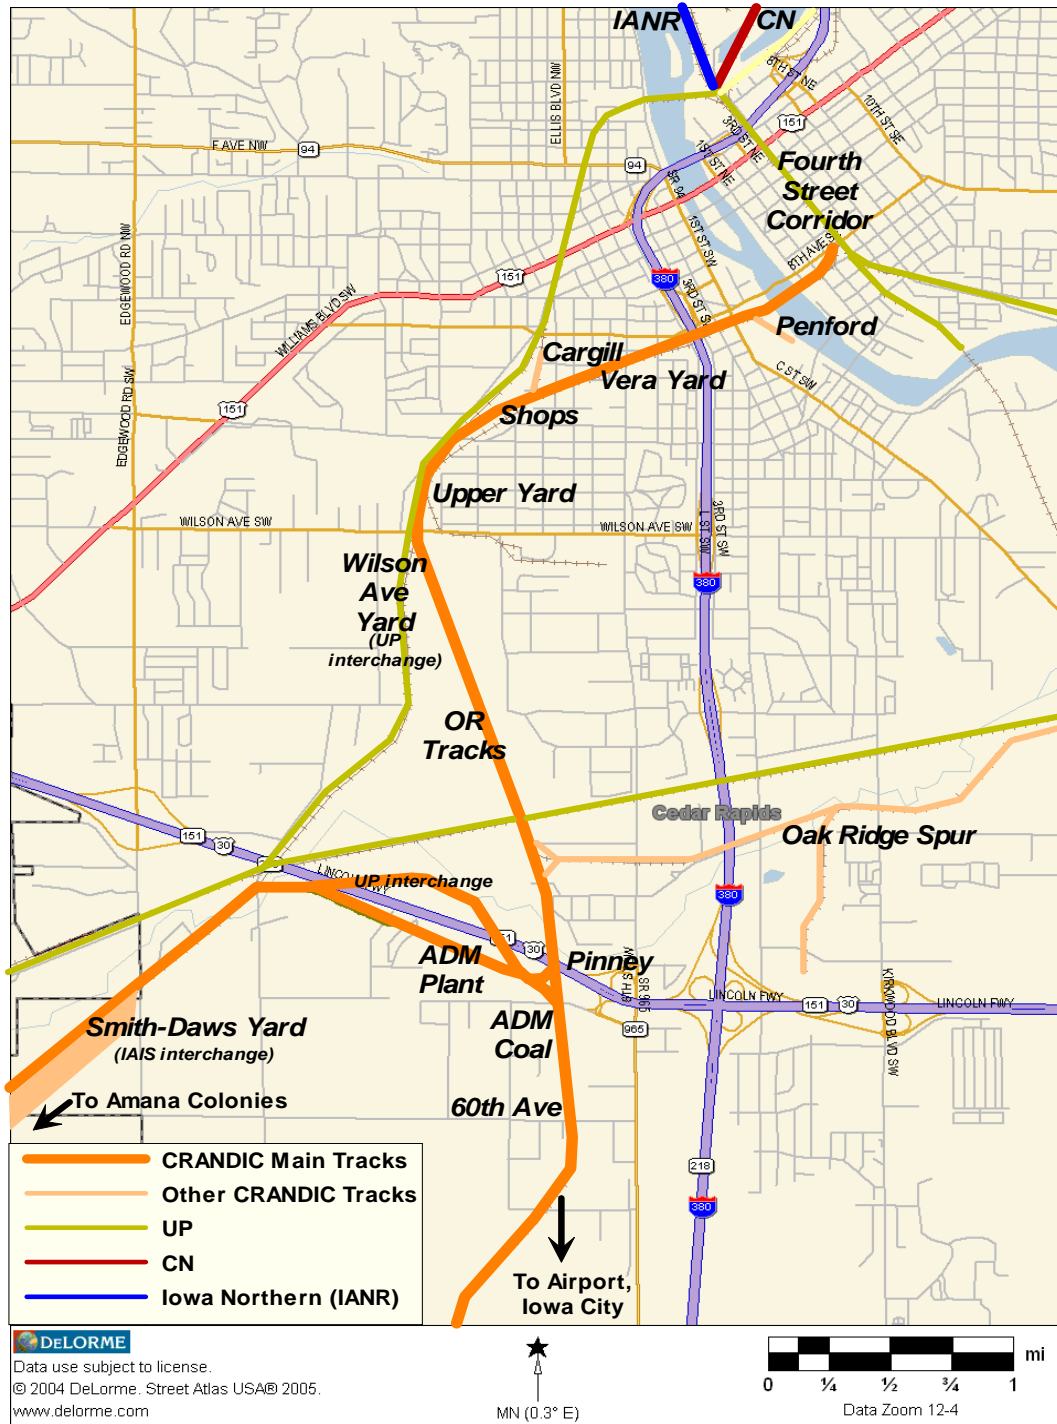 IANR
CN
8TH ST NE
10TH ST SE
151
3RD ST NE
1ST ST NE
ELLIS BLVD NW
F AVE NW
94
94
SR 94
Fourth
Street
Corridor
1ST ST SW
8TH AVE S
EDGEWOOD RD NW
151
380
3RD ST S
WILLIAMS BLVD SW
Penford
Cargill
Vera Yard
C ST SW
EDGEWOOD RD SW
151
Shops
Upper Yard
WILSON AVE SW
WILSON AVE SW
L ST SW
3RD ST SW
Wilson
Ave
Yard
(UP
interchange)
380
OR
Tracks
Cedar Rapids
151
30
Oak Ridge Spur
LINCOLN FWY
UP interchange
380
30
ADM
Plant
Pinney
SR 965
LINCOLN FWY
151
30
LINCOLN FWY
KIRKWOOD BLVD SW
965
Smith-Daws Yard
(IAIS interchange)
ADM
Coal
To Amana Colonies
60th Ave
218
380
CRANDIC Main Tracks
Other CRANDIC Tracks
UP
CN
Iowa Northern (IANR)
To Airport,
Iowa City
DELORME
Data use subject to license.
© 2004 DeLorme. Street Atlas USA® 2005.
www.delorme.com
MN (0.3° E)
mi
0 ¼ ½ ¾ 1
Data Zoom 12-4